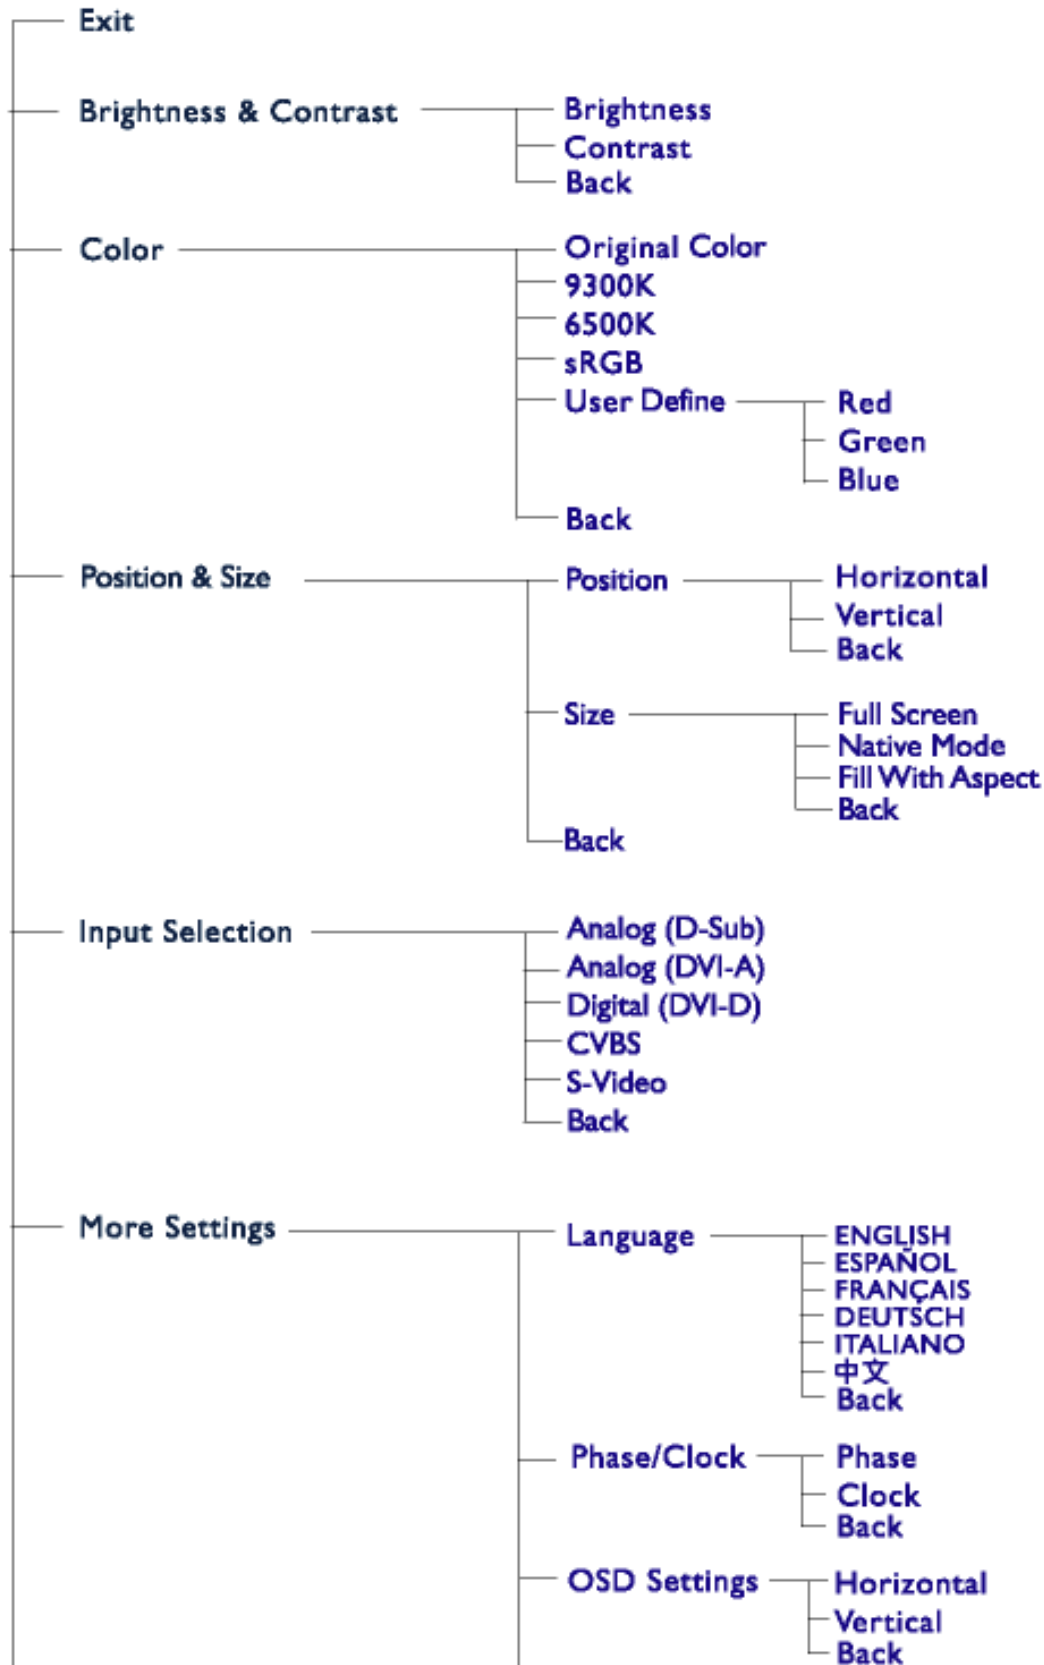 Exit
Brightness & Contrast
Brightness
Contrast
Back
Color
Original Color
9300K
6500K
sRGB
User Define
Red
Green
Blue
Back
Position & Size
Position
Horizontal
Vertical
Back
Size
Full Screen
Native Mode
Fill With Aspect
Back
Back
Input Selection
Analog (D-Sub)
Analog (DVI-A)
Digital (DVI-D)
CVBS
S-Video
Back
More Settings
Language
ENGLISH
ESPAÑOL
FRANÇAIS
DEUTSCH
ITALIANO
中文
Back
Phase/Clock
Phase
Clock
Back
OSD Settings
Horizontal
Vertical
Back